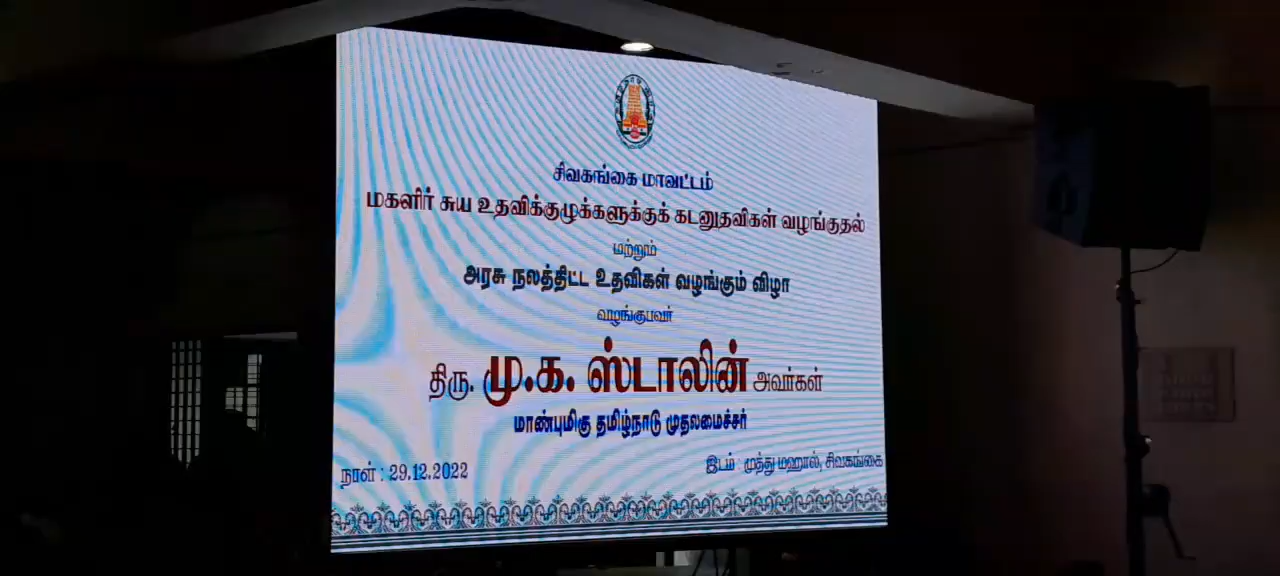 சிவகங்கை மாவட்டம்
மகளிர் சுய உதவிக்குழுக்களுக்குக் கடனுதவிகள் வழங்குதல்
மற்றும்
அரசு நலத்திட்ட உதவிகள் வழங்கும் விழா
வழங்குபவர்
திரு. மு.க. ஸ்டாலின் அவர்கள்
மாண்புமிகு தமிழ்நாடு முதலமைச்சர்
நாள் : 29.12.2022
இடம் : முத்து மஹால், சிவகங்கை